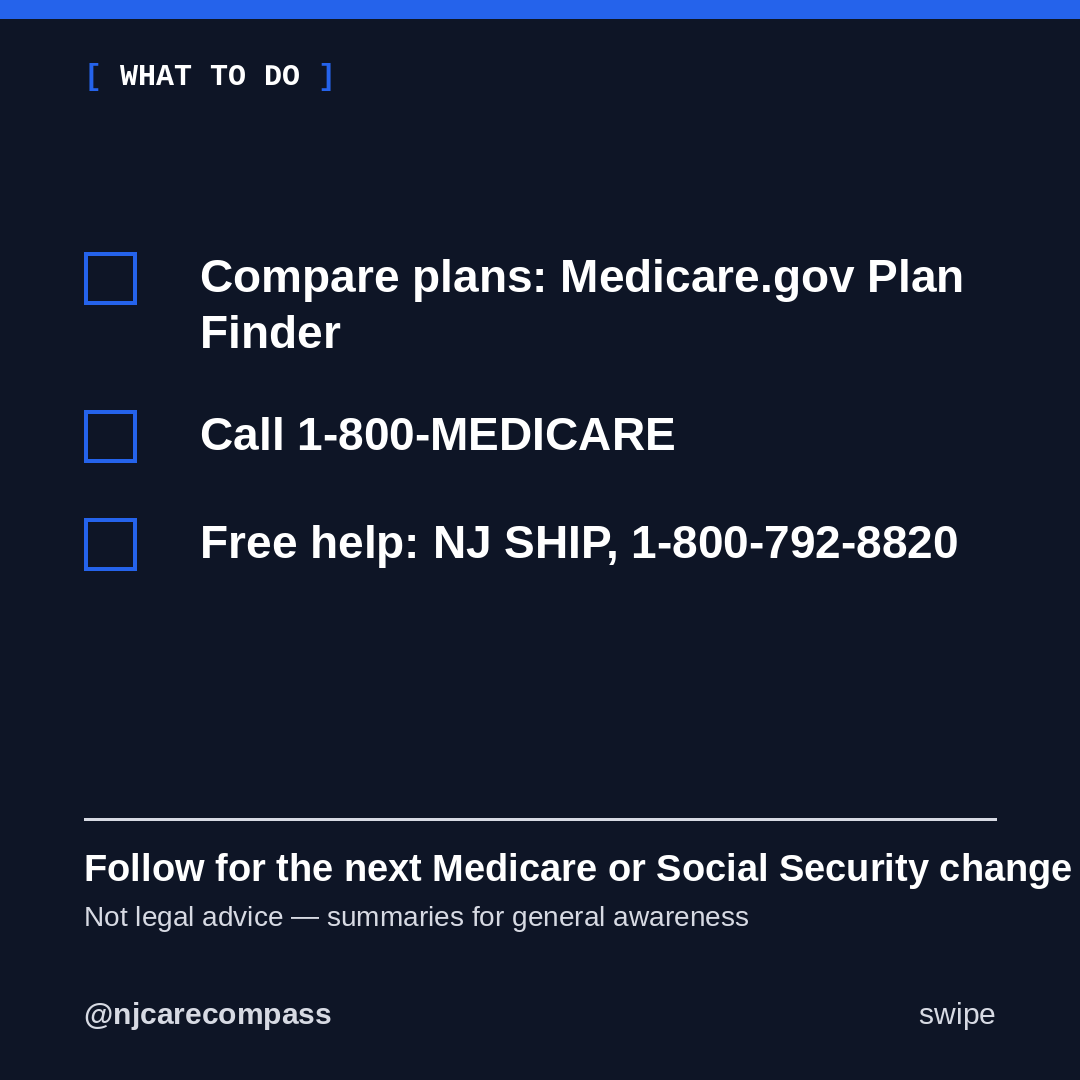 [ WHAT TO DO ]
Compare plans: Medicare.gov Plan
Finder
Call 1-800-MEDICARE
Free help: NJ SHIP, 1-800-792-8820
Follow for the next Medicare or Social Security change
Not legal advice — summaries for general awareness
@njcarecompass
swipe